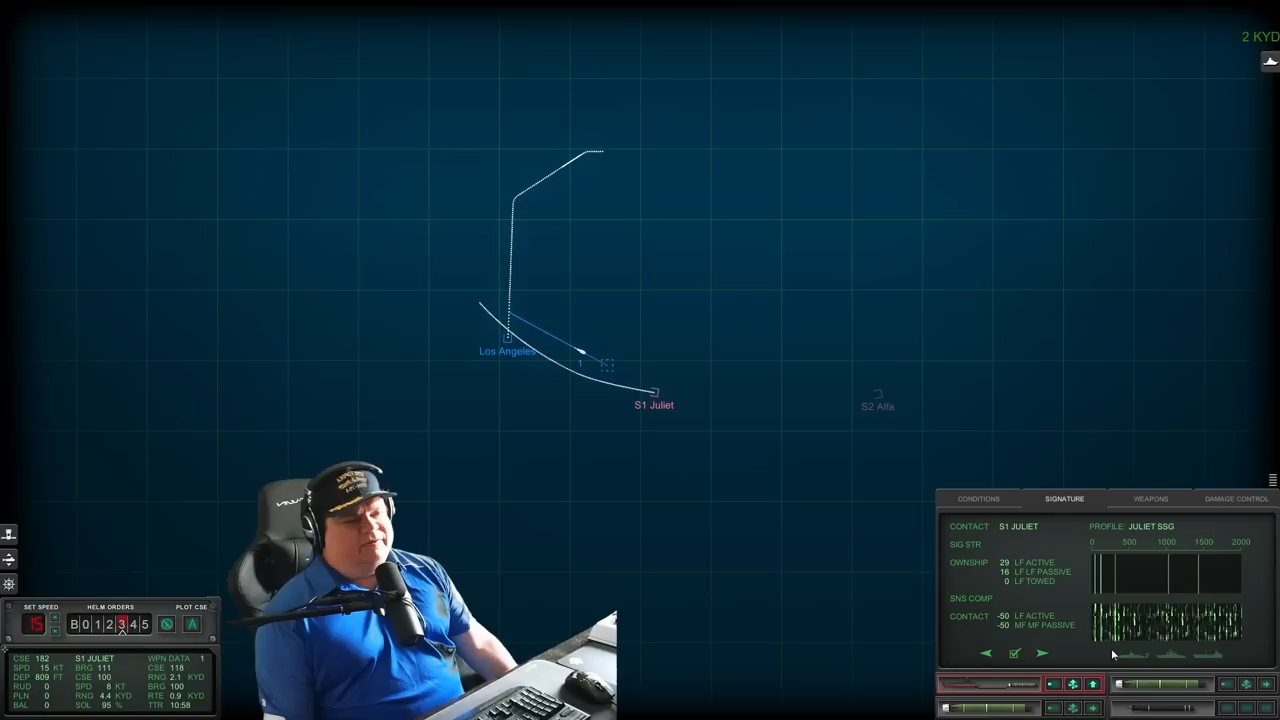 2 KYD
Los Angeles
1
S1 Juliet
S2 Alfa
CONDITIONS SIGNATURE WEAPONS DAMAGE CONTROL
CONTACT S1 JULIET PROFILE: JULIET SSG
SIG STR 0 500 1000 1500 2000
OWNSHIP 29 LF ACTIVE
16 LF LF PASSIVE
0 LF TOWED
SNS COMP
CONTACT -50 LF ACTIVE
-50 MF MF PASSIVE
SET SPEED HELM ORDERS PLOT CSE
15 B 0 1 2 3 4 5 A
CSE 182 S1 JULIET WPN DATA 1
SPD 15 KT BRG 111 CSE 118
DEP 809 FT CSE 100 RNG 2.1 KYD
RUD 0 SPD 8 KT BRG 100
PLN 0 RNG 4.4 KYD RTE 0.9 KYD
BAL 0 SOL 95 % TTR 10:58